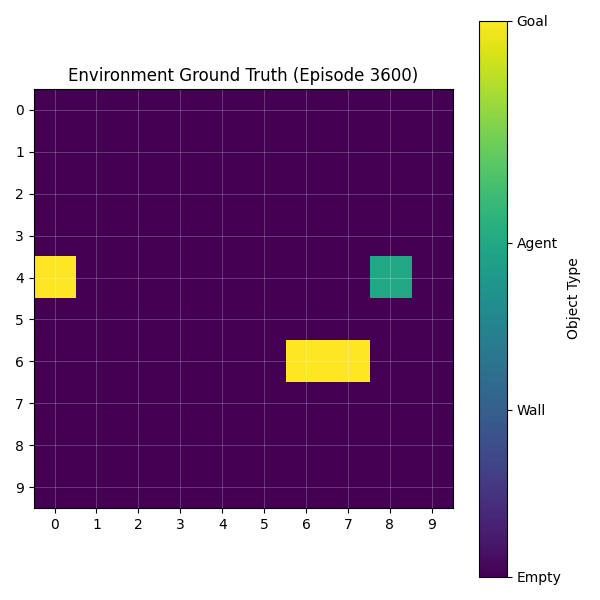 Environment Ground Truth (Episode 3600)
0
1
2
3
4
5
6
7
8
9
0 1 2 3 4 5 6 7 8 9
Goal
Agent
Wall
Empty
Object Type